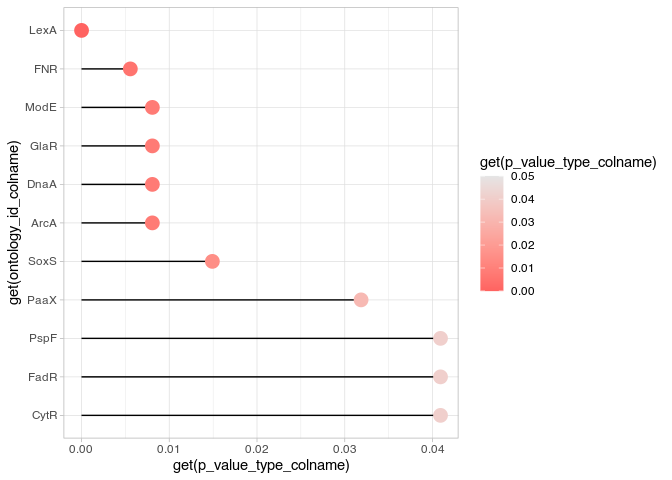 LexA
FNR
ModE
GlaR
DnaA
ArcA
SoxS
PaaX
PspF
FadR
CytR
get(ontology_id_colname)
0.00 0.01 0.02 0.03 0.04
get(p_value_type_colname)
get(p_value_type_colname)
0.05
0.04
0.03
0.02
0.01
0.00